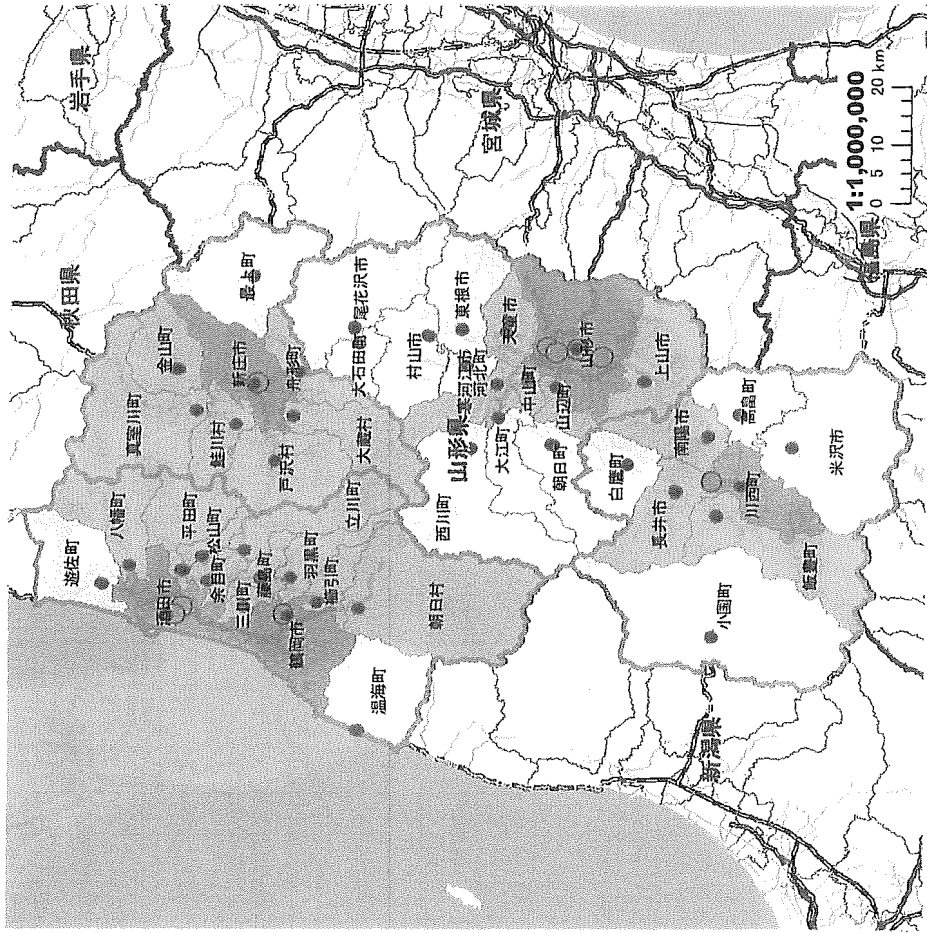 岩手県
秋田県
宮城県
山形県
福島県
新潟県
遊佐町
八幡町
酒田市
平田町
松山町
余目町
三川町
藤島町
羽黒町
櫛引町
鶴岡市
立川町
朝日村
温海町
真室川町
金山町
鮭川村
新庄市
最上町
舟形町
戸沢村
大蔵村
大石田町
尾花沢市
村山市
東根市
天童市
寒河江市
河北町
中山町
山辺町
山形市
上山市
西川町
大江町
朝日町
白鷹町
南陽市
高畠町
米沢市
長井市
川西町
飯豊町
小国町
1:1,000,000
0 5 10 20 km